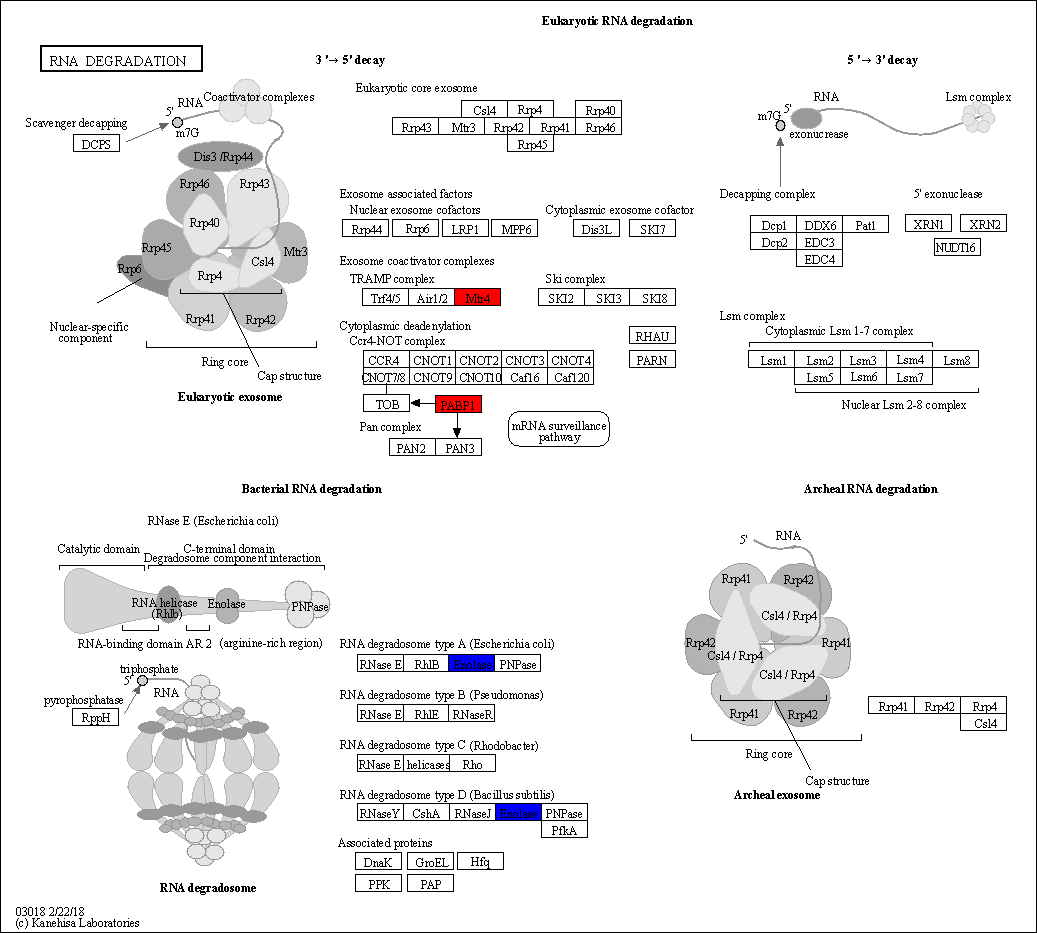 Eukaryotic RNA degradation
RNA DEGRADATION
3 '→ 5' decay
5 '→ 3' decay
5'
RNA
Coactivator complexes
m7G
Scavenger decapping
DCPS
Dis3 /Rrp44
Rrp46
Rrp43
Rrp40
Rrp45
Mtr3
Csl4
Rrp6
Rrp4
Rrp41
Rrp42
Nuclear-specific
component
Ring core
Cap structure
Eukaryotic exosome
Eukaryotic core exosome
Csl4
Rrp4
Rrp40
Rrp43
Mtr3
Rrp42
Rrp41
Rrp46
Rrp45
Exosome associated factors
Nuclear exosome cofactors
Cytoplasmic exosome cofactor
Rrp44
Rrp6
LRP1
MPP6
Dis3L
SKI7
Exosome coactivator complexes
TRAMP complex
Ski complex
Trf4/5
Air1/2
Mtr4
SKI2
SKI3
SKI8
Cytoplasmic deadenylation
Ccr4-NOT complex
RHAU
PARN
CCR4
CNOT1
CNOT2
CNOT3
CNOT4
CNOT7/8
CNOT9
CNOT10
Caf16
Caf120
TOB
PABP1
Pan complex
PAN2
PAN3
mRNA surveillance
pathway
m7G
5'
RNA
exonucrease
Lsm complex
Decapping complex
5' exonuclease
Dcp1
DDX6
Pat1
Dcp2
EDC3
EDC4
XRN1
XRN2
NUDT16
Lsm complex
Cytoplasmic Lsm 1-7 complex
Lsm1
Lsm2
Lsm3
Lsm4
Lsm8
Lsm5
Lsm6
Lsm7
Nuclear Lsm 2-8 complex
Bacterial RNA degradation
RNase E (Escherichia coli)
Catalytic domain
C-terminal domain
Degradosome component interaction
RNA helicase
(Rhlb)
Enolase
PNPase
RNA-binding domain
AR 2
(arginine-rich region)
triphosphate
5'
RNA
pyrophosphatase
RppH
RNA degradosome
RNA degradosome type A (Escherichia coli)
RNase E
RhlB
Enolase
PNPase
RNA degradosome type B (Pseudomonas)
RNase E
RhlE
RNaseR
RNA degradosome type C (Rhodobacter)
RNase E
helicases
Rho
RNA degradosome type D (Bacillus subtilis)
RNaseY
CshA
RNaseJ
Enolase
PNPase
PfkA
Associated proteins
DnaK
GroEL
Hfq
PPK
PAP
Archeal RNA degradation
5'
RNA
Rrp41
Rrp42
Csl4 / Rrp4
Rrp42
Rrp41
Csl4 / Rrp4
Csl4 / Rrp4
Rrp41
Rrp42
Ring core
Cap structure
Archeal exosome
Rrp41
Rrp42
Rrp4
Csl4
03018 2/22/18
(c) Kanehisa Laboratories